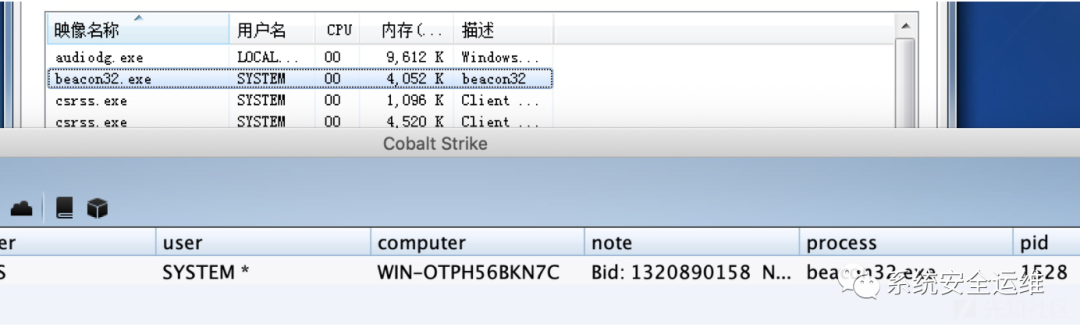 映像名称 用户名 CPU 内存(... 描述
audiodg.exe LOCAL... 00 9,612 K Windows...
beacon32.exe SYSTEM 00 4,052 K beacon32
csrss.exe SYSTEM 00 1,096 K Client ...
csrss.exe SYSTEM 00 4,520 K Client ...
Cobalt Strike
er user computer note process pid
S SYSTEM * WIN-OTPH56BKN7C Bid: 1320890158 N... beacon32.exe 1528
系统安全运维